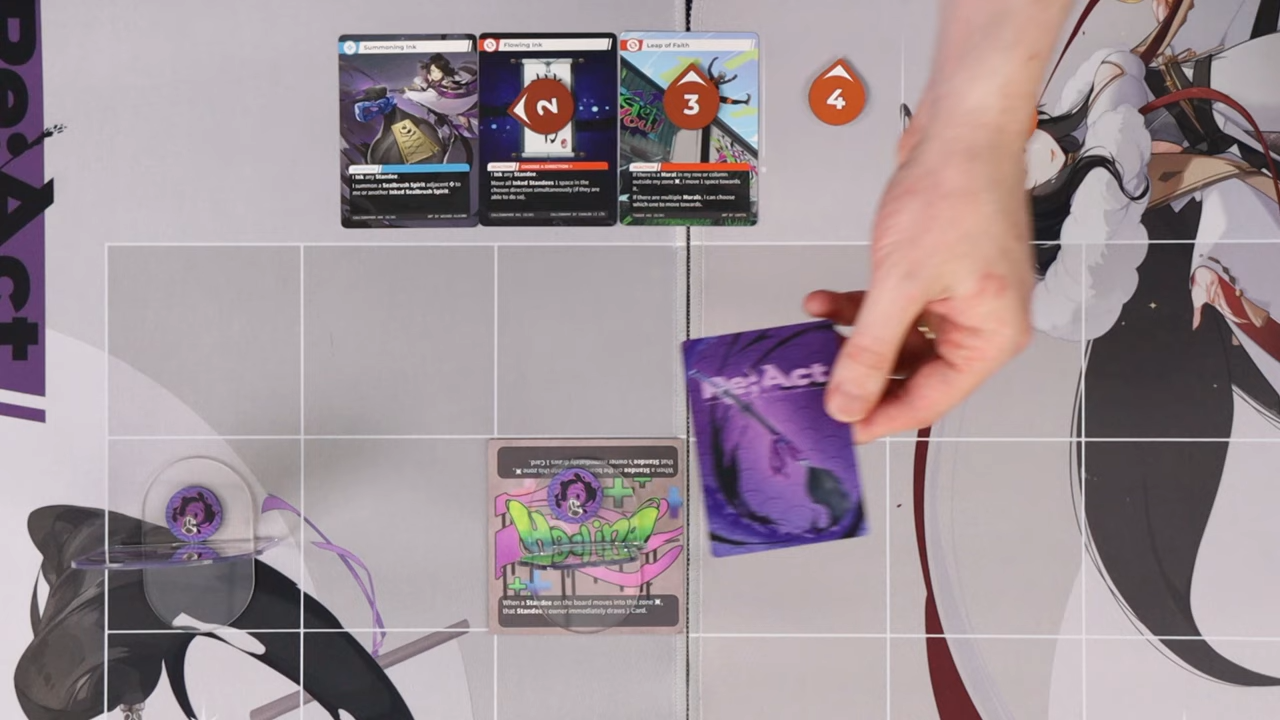 Re:Act
Summoning Ink
I Ink any Standee.
I summon a Sealbrush Spirit adjacent to
me or another Inked Sealbrush Spirit.
Flowing Ink
2
REACTION CHOOSE A DIRECTION
I Ink any Standee.
Move all Inked Standees 1 space in the
chosen direction simultaneously (if they are
able to do so).
Leap of Faith
3
REACTION
If there is a Mural in my row or column
outside my zone, I move 1 space towards
it.
If there are multiple Murals, I can choose
which one to move towards.
4
Re:Act
When a Standee on the board moves into this zone,
that Standee's owner immediately draws 1 Card.
Healing
When a Standee on the board moves into this zone,
that Standee's owner immediately draws 1 Card.